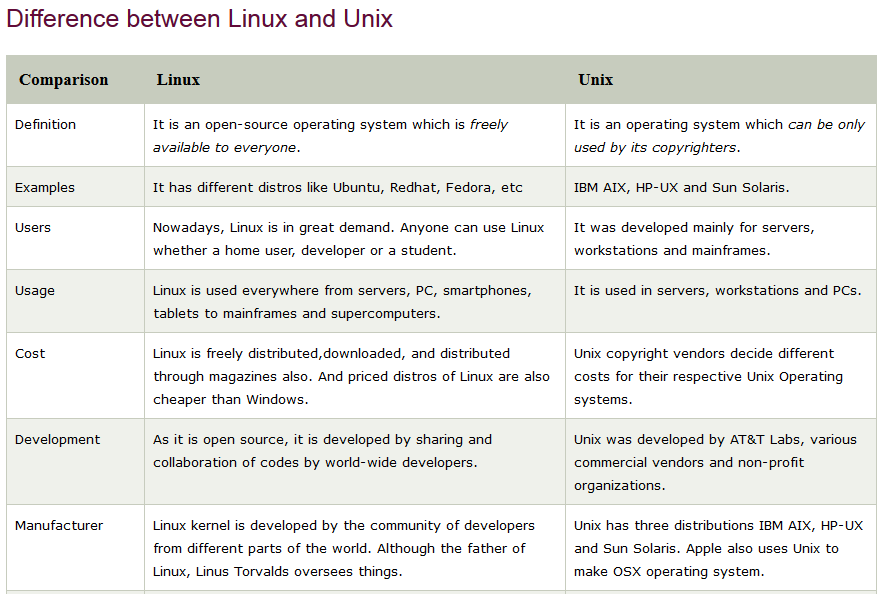 Difference between Linux and Unix
Comparison Linux Unix
Definition
It is an open-source operating system which is freely
available to everyone.
It is an operating system which can be only
used by its copyrighters.
Examples
It has different distros like Ubuntu, Redhat, Fedora, etc
IBM AIX, HP-UX and Sun Solaris.
Users
Nowadays, Linux is in great demand. Anyone can use Linux
whether a home user, developer or a student.
It was developed mainly for servers,
workstations and mainframes.
Usage
Linux is used everywhere from servers, PC, smartphones,
tablets to mainframes and supercomputers.
It is used in servers, workstations and PCs.
Cost
Linux is freely distributed,downloaded, and distributed
through magazines also. And priced distros of Linux are also
cheaper than Windows.
Unix copyright vendors decide different
costs for their respective Unix Operating
systems.
Development
As it is open source, it is developed by sharing and
collaboration of codes by world-wide developers.
Unix was developed by AT&T Labs, various
commercial vendors and non-profit
organizations.
Manufacturer
Linux kernel is developed by the community of developers
from different parts of the world. Although the father of
Linux, Linus Torvalds oversees things.
Unix has three distributions IBM AIX, HP-UX
and Sun Solaris. Apple also uses Unix to
make OSX operating system.